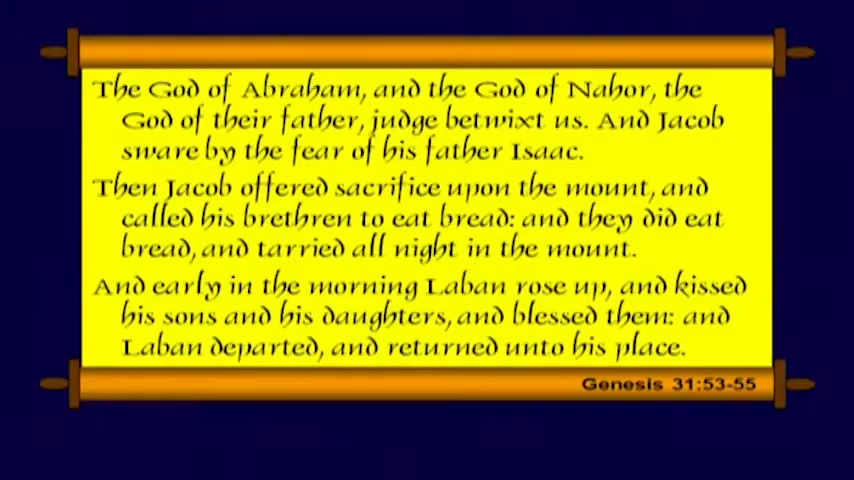 The God of Abraham, and the God of Nahor, the
God of their father, judge betwixt us. And Jacob
sware by the fear of his father Isaac.
Then Jacob offered sacrifice upon the mount, and
called his brethren to eat bread: and they did eat
bread, and tarried all night in the mount.
And early in the morning Laban rose up, and kissed
his sons and his daughters, and blessed them: and
Laban departed, and returned unto his place.
Genesis 31:53-55